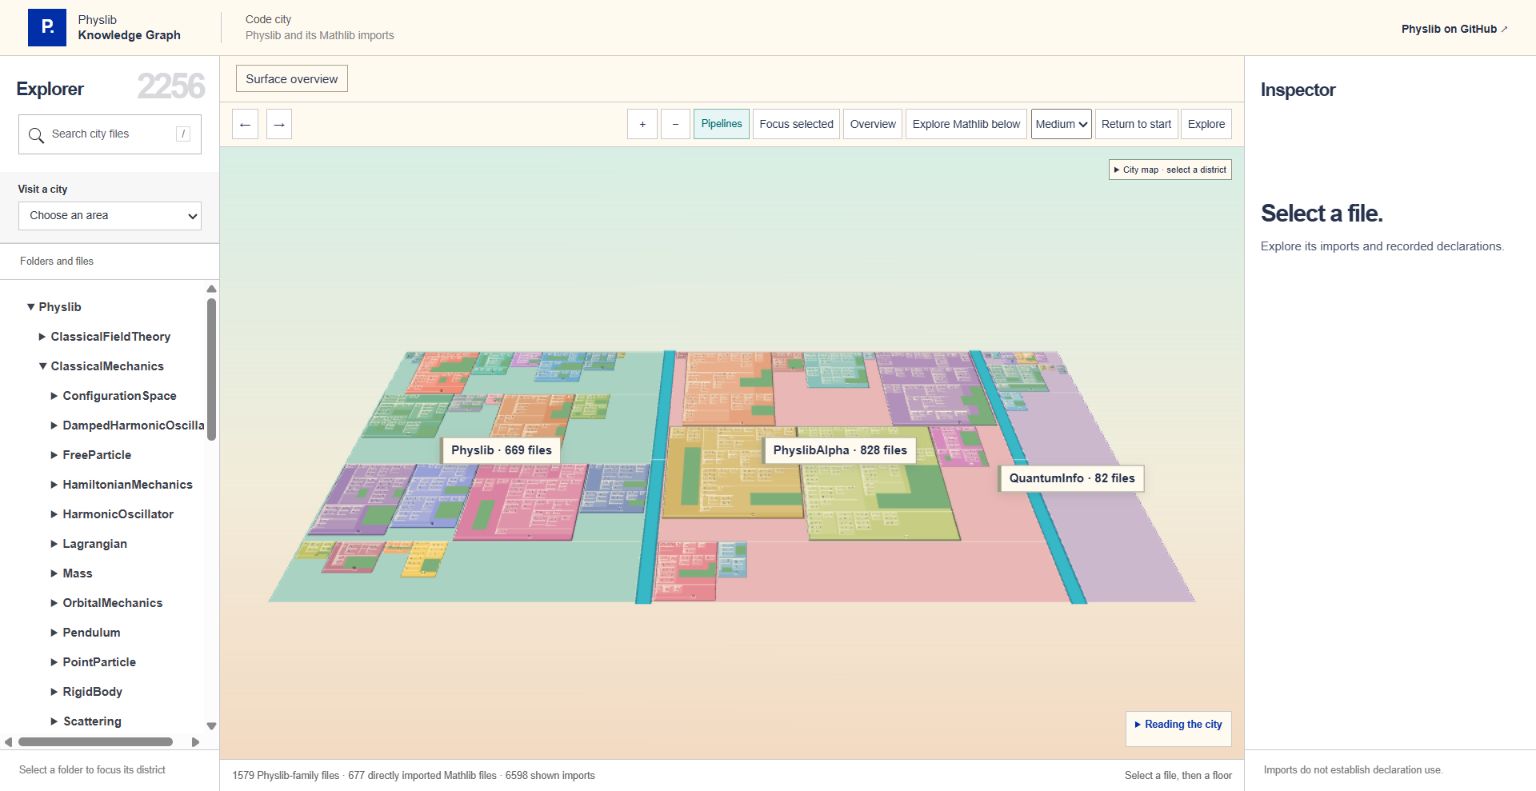 P.
Physlib
Knowledge Graph
Code city
Physlib and its Mathlib imports
Physlib on GitHub ↗
Explorer
2256
Search city files
/
Visit a city
Choose an area
Folders and files
▼ Physlib
▶ ClassicalFieldTheory
▼ ClassicalMechanics
▶ ConfigurationSpace
▶ DampedHarmonicOscilla
▶ FreeParticle
▶ HamiltonianMechanics
▶ HarmonicOscillator
▶ Lagrangian
▶ Mass
▶ OrbitalMechanics
▶ Pendulum
▶ PointParticle
▶ RigidBody
▶ Scattering
Select a folder to focus its district
Surface overview
← →
+ − Pipelines Focus selected Overview Explore Mathlib below Medium Return to start Explore
▶ City map · select a district
Physlib · 669 files
PhyslibAlpha · 828 files
QuantumInfo · 82 files
▶ Reading the city
1579 Physlib-family files · 677 directly imported Mathlib files · 6598 shown imports
Select a file, then a floor
Inspector
Select a file.
Explore its imports and recorded declarations.
Imports do not establish declaration use.